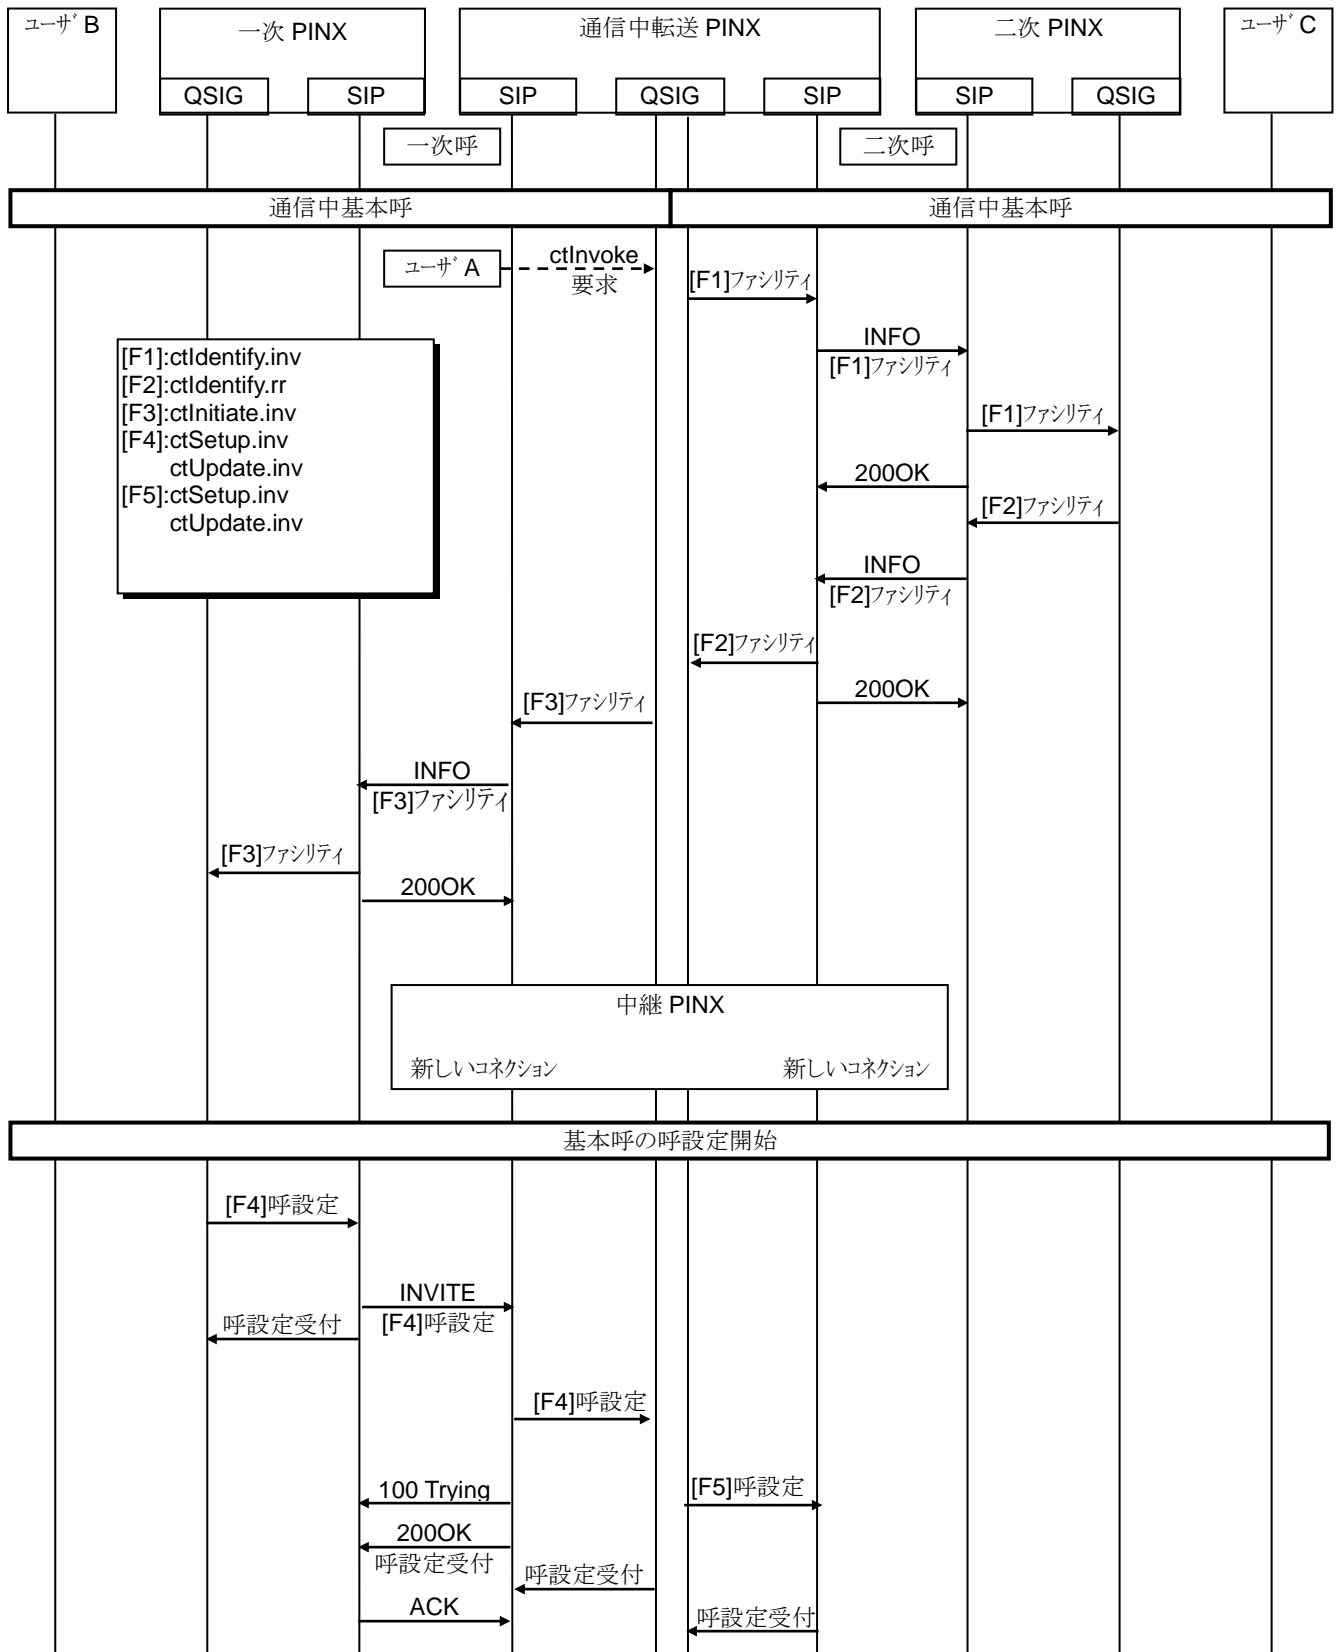 ﾕｰｻﾞ B
一次 PINX
通信中転送 PINX
二次 PINX
ﾕｰｻﾞ C
QSIG
SIP
SIP
QSIG
SIP
SIP
QSIG
一次呼
二次呼
通信中基本呼
通信中基本呼
ﾕｰｻﾞ A
ctInvoke
要求
[F1]ﾌｧｼﾘﾃｨ
INFO
[F1]ﾌｧｼﾘﾃｨ
[F1]:ctIdentify.inv
[F2]:ctIdentify.rr
[F3]:ctInitiate.inv
[F4]:ctSetup.inv
ctUpdate.inv
[F5]:ctSetup.inv
ctUpdate.inv
[F1]ﾌｧｼﾘﾃｨ
200OK
[F2]ﾌｧｼﾘﾃｨ
INFO
[F2]ﾌｧｼﾘﾃｨ
[F2]ﾌｧｼﾘﾃｨ
200OK
[F3]ﾌｧｼﾘﾃｨ
INFO
[F3]ﾌｧｼﾘﾃｨ
[F3]ﾌｧｼﾘﾃｨ
200OK
中継 PINX
新しいｺﾈｸｼｮﾝ
新しいｺﾈｸｼｮﾝ
基本呼の呼設定開始
[F4]呼設定
INVITE
[F4]呼設定
呼設定受付
[F4]呼設定
100 Trying
[F5]呼設定
200OK
呼設定受付
呼設定受付
ACK
呼設定受付